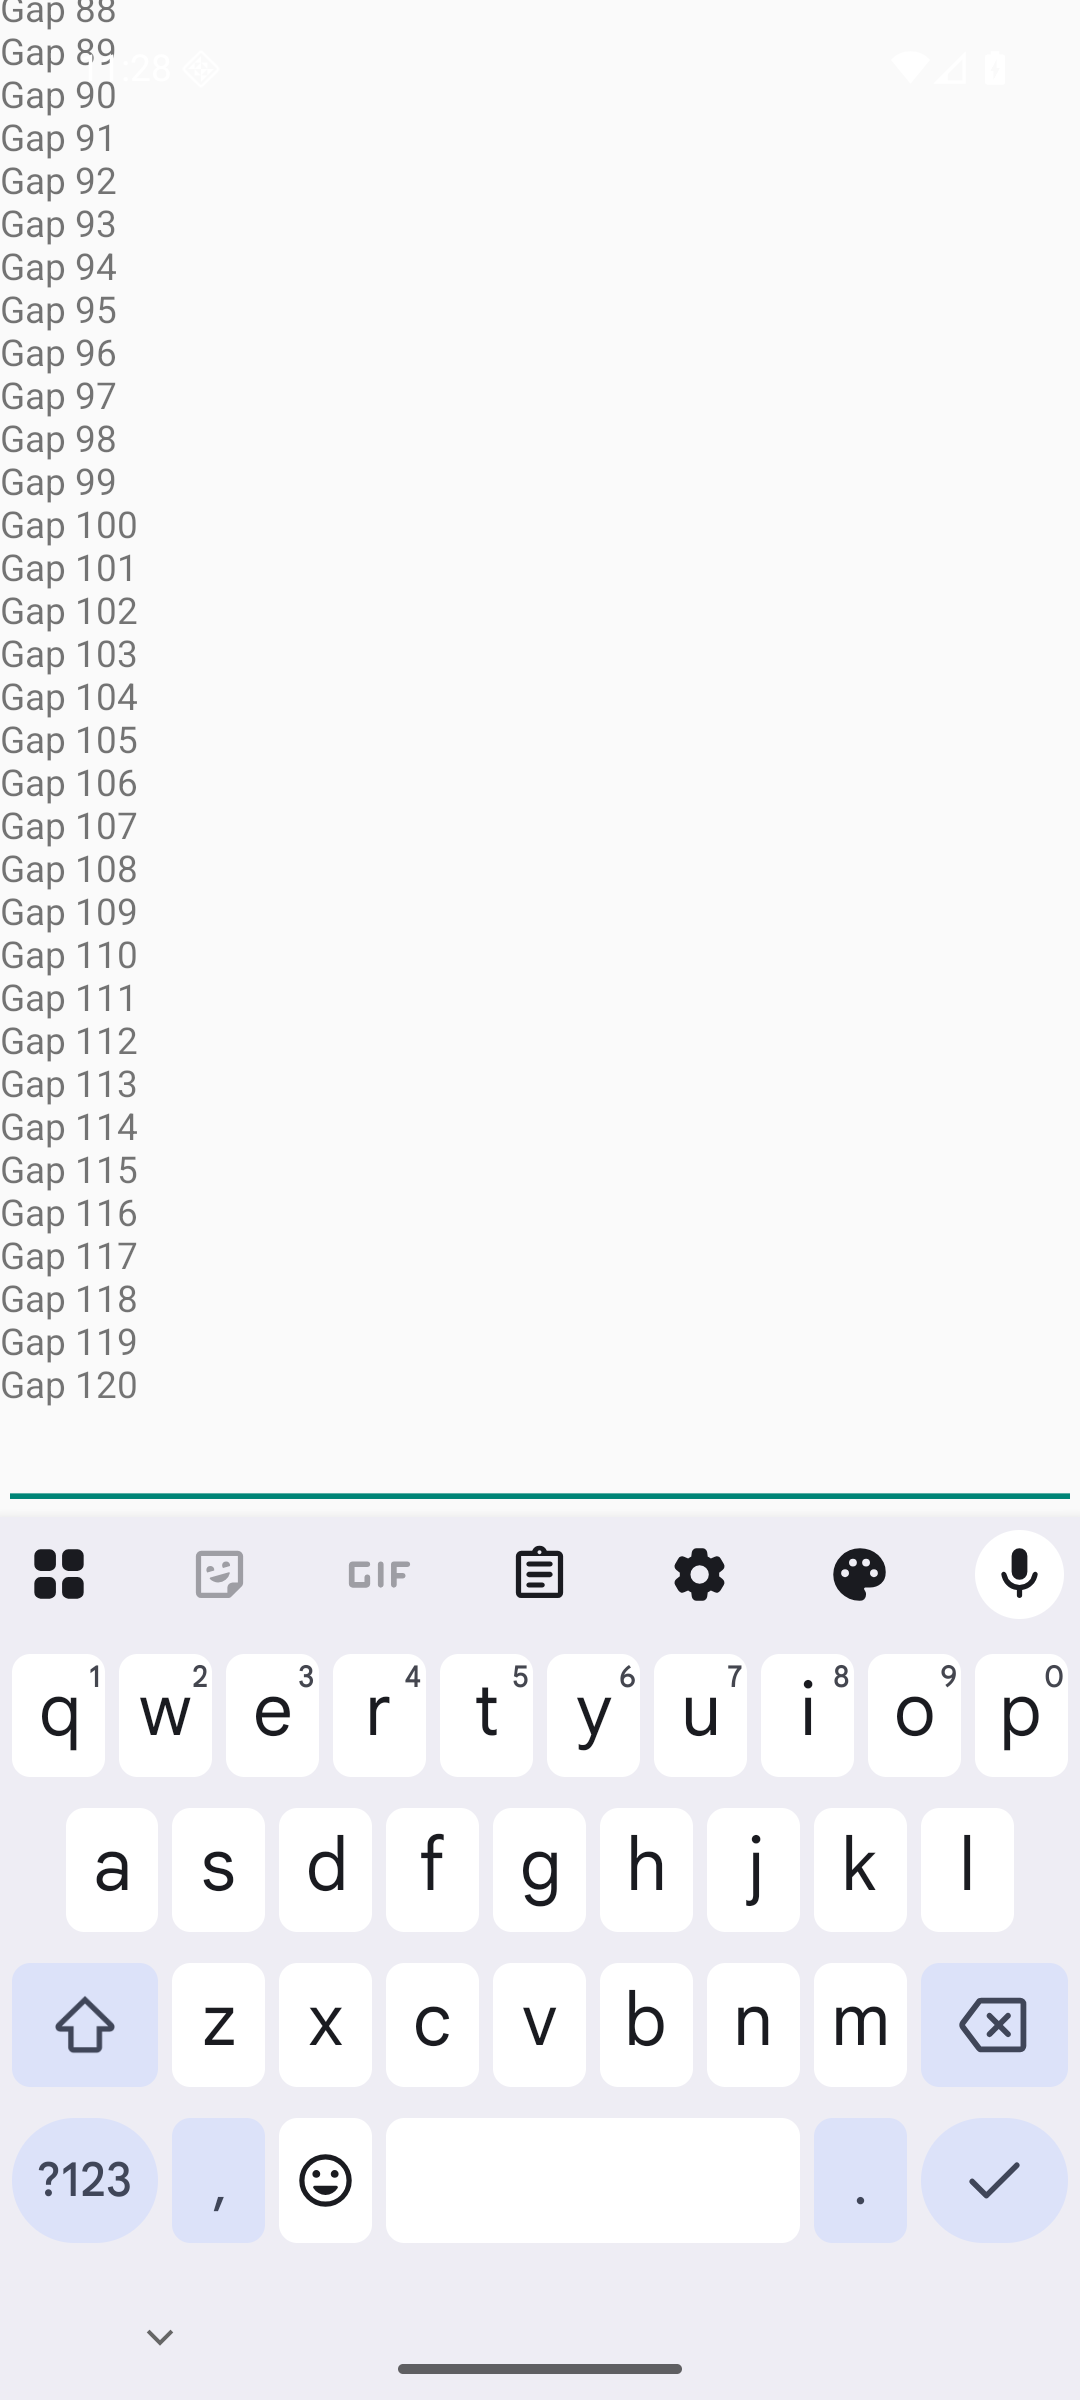 Gap 88
Gap 89
:28
Gap 90
Gap 91
Gap 92
Gap 93
Gap 94
Gap 95
Gap 96
Gap 97
Gap 98
Gap 99
Gap 100
Gap 101
Gap 102
Gap 103
Gap 104
Gap 105
Gap 106
Gap 107
Gap 108
Gap 109
Gap 110
Gap 111
Gap 112
Gap 113
Gap 114
Gap 115
Gap 116
Gap 117
Gap 118
Gap 119
Gap 120
GIF
q 1 w 2 e 3 r 4 t 5 y 6 u 7 i 8 o 9 p 0
a s d f g h j k l
z x c v b n m
?123 , .